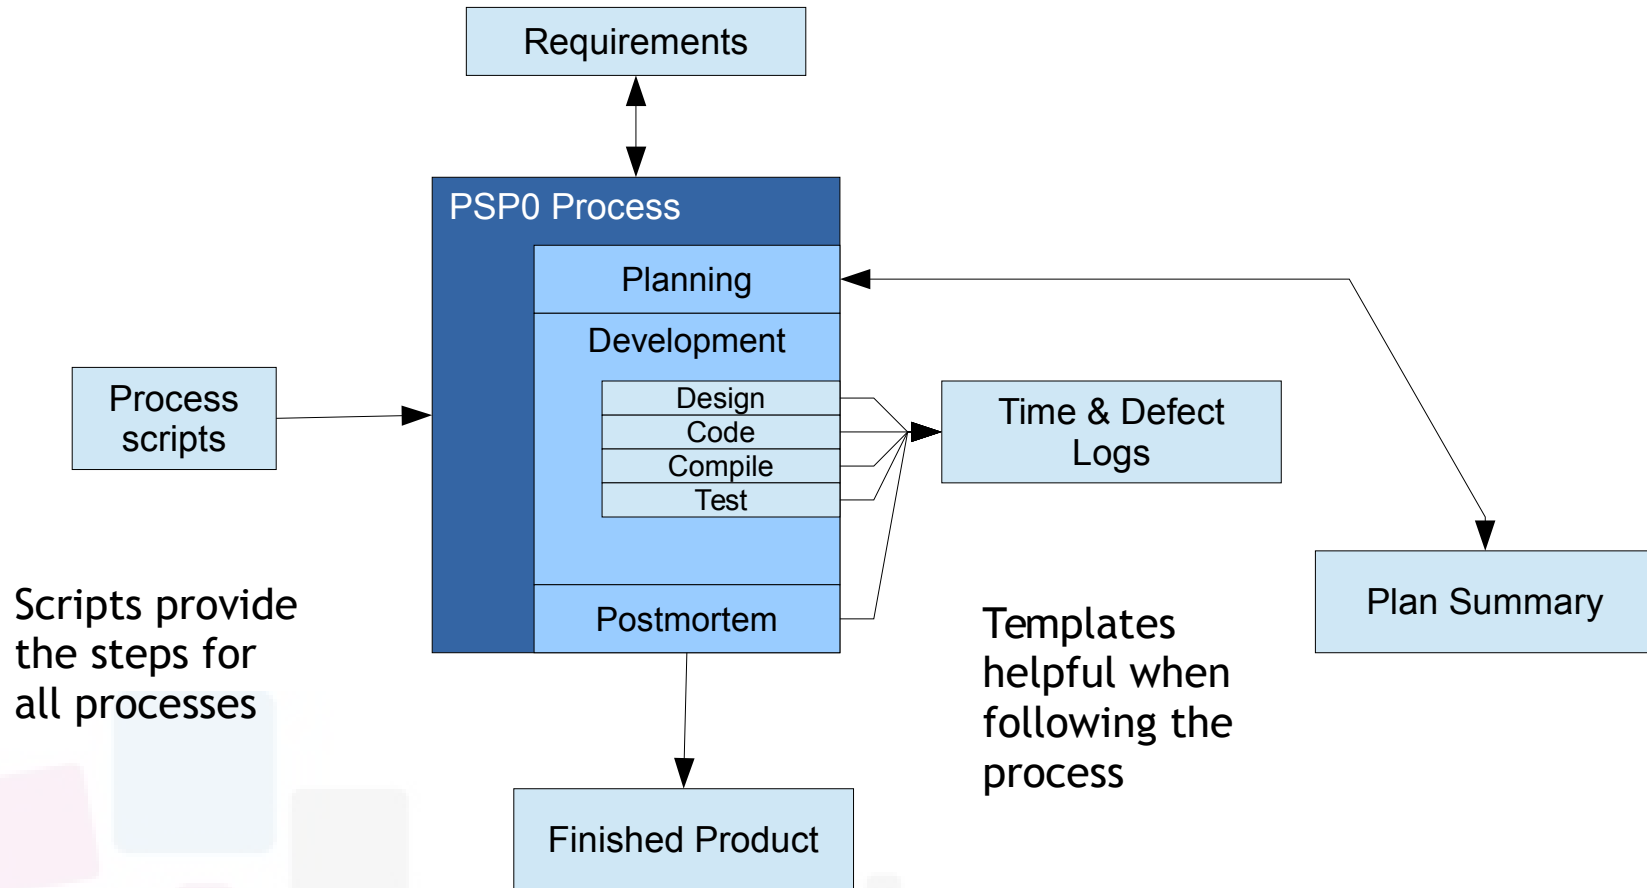 Requirements
PSP0 Process
Planning
Development
Design
Code
Compile
Test
Postmortem
Process
scripts
Time & Defect
Logs
Plan Summary
Scripts provide
the steps for
all processes
Templates
helpful when
following the
process
Finished Product